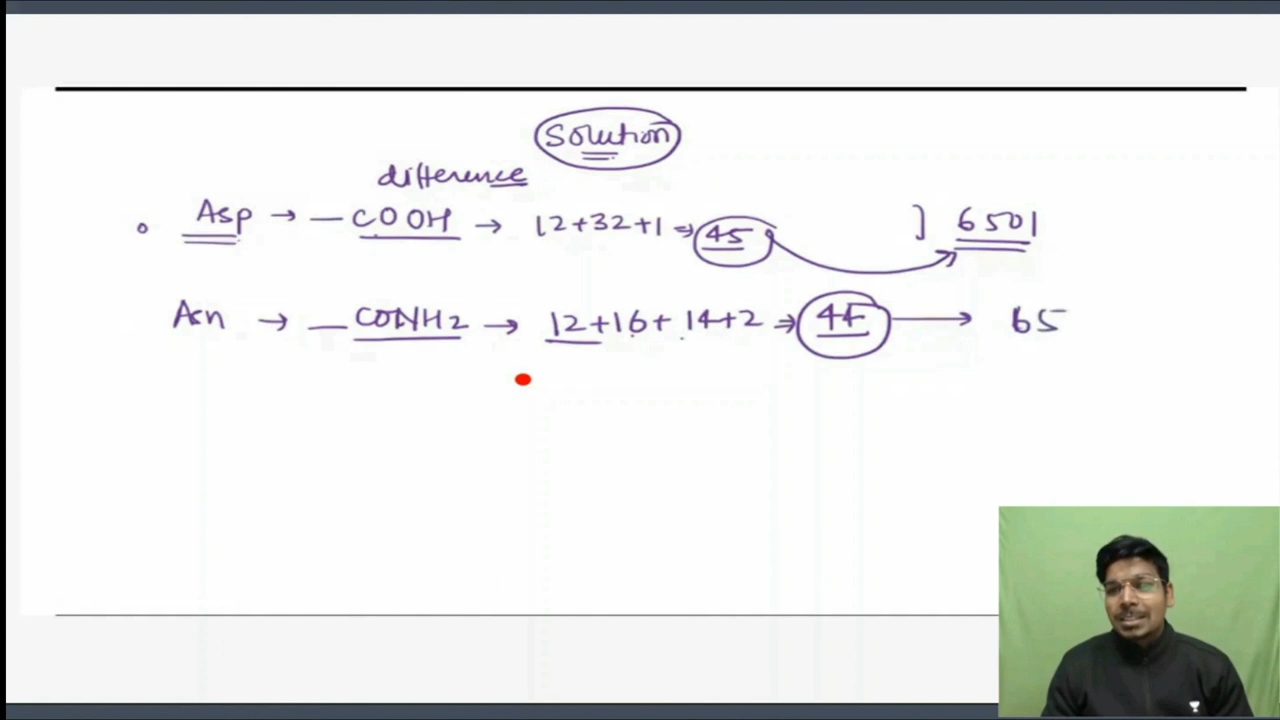 Solution
difference
Asp → — COOH → 12+32+1 ⇒ 45 ] 6501
Asn → — CONH2 → 12+16+14+2 ⇒ 44 → 65